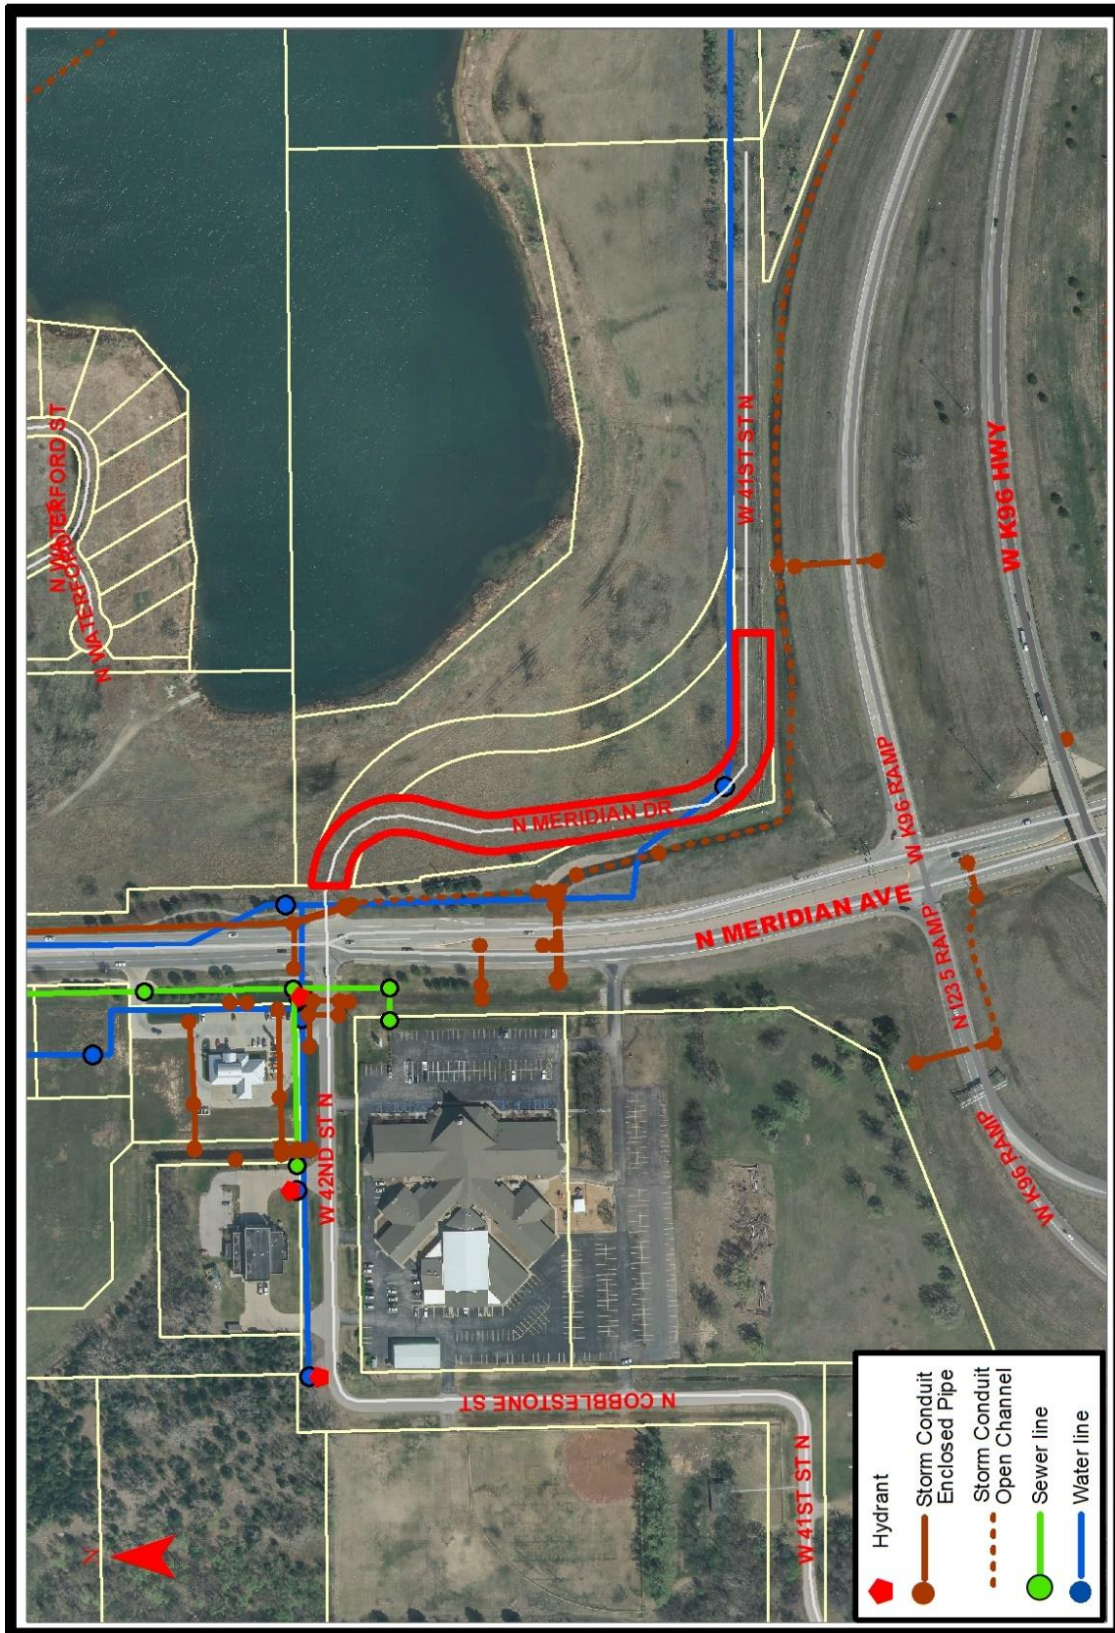 N WATERFORD ST
N WATERFORD
W 41ST ST N
W K96 HWY
N MERIDIAN DR
W K96 RAMP
N MERIDIAN AVE
N I235 RAMP
W K96 RAMP
W 42ND ST N
N COBBLESTONE ST
W 41ST ST N
N
Hydrant
Storm Conduit
Enclosed Pipe
Storm Conduit
Open Channel
Sewer line
Water line